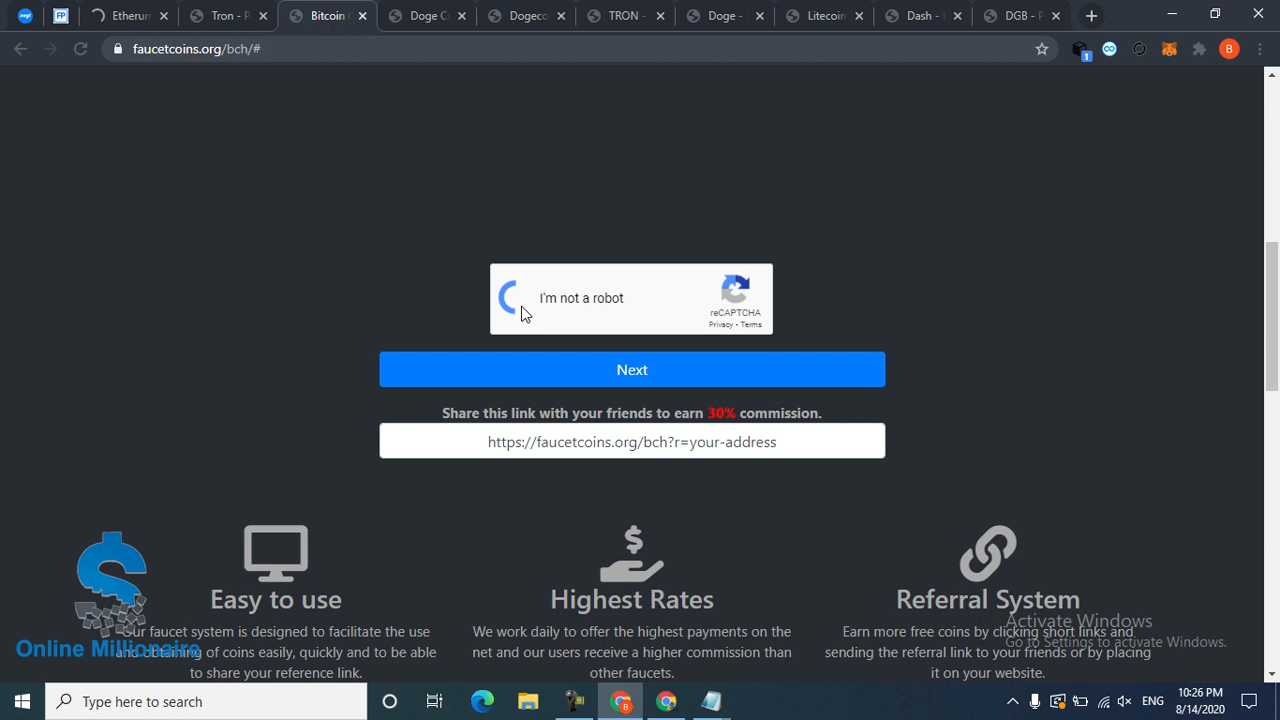 zogi
FP
Etherum
Tron - P
Bitcoin
Doge C
Dogeco
TRON -
Doge -
Litecoin
Dash -
DGB - P
faucetcoins.org/bch/#
1
B
I'm not a robot
reCAPTCHA
Privacy - Terms
Next
Share this link with your friends to earn 30% commission.
https://faucetcoins.org/bch?r=your-address
Easy to use
Highest Rates
Referral System
Our faucet system is designed to facilitate the use
and obtaining of coins easily, quickly and to be able
to share your reference link.
We work daily to offer the highest payments on the
net and our users receive a higher commission than
other faucets.
Earn more free coins by clicking short links and
sending the referral link to your friends or by placing
it on your website.
Online Millionaire
Activate Windows
Go to Settings to activate Windows.
Type here to search
B
ENG
10:26 PM
8/14/2020